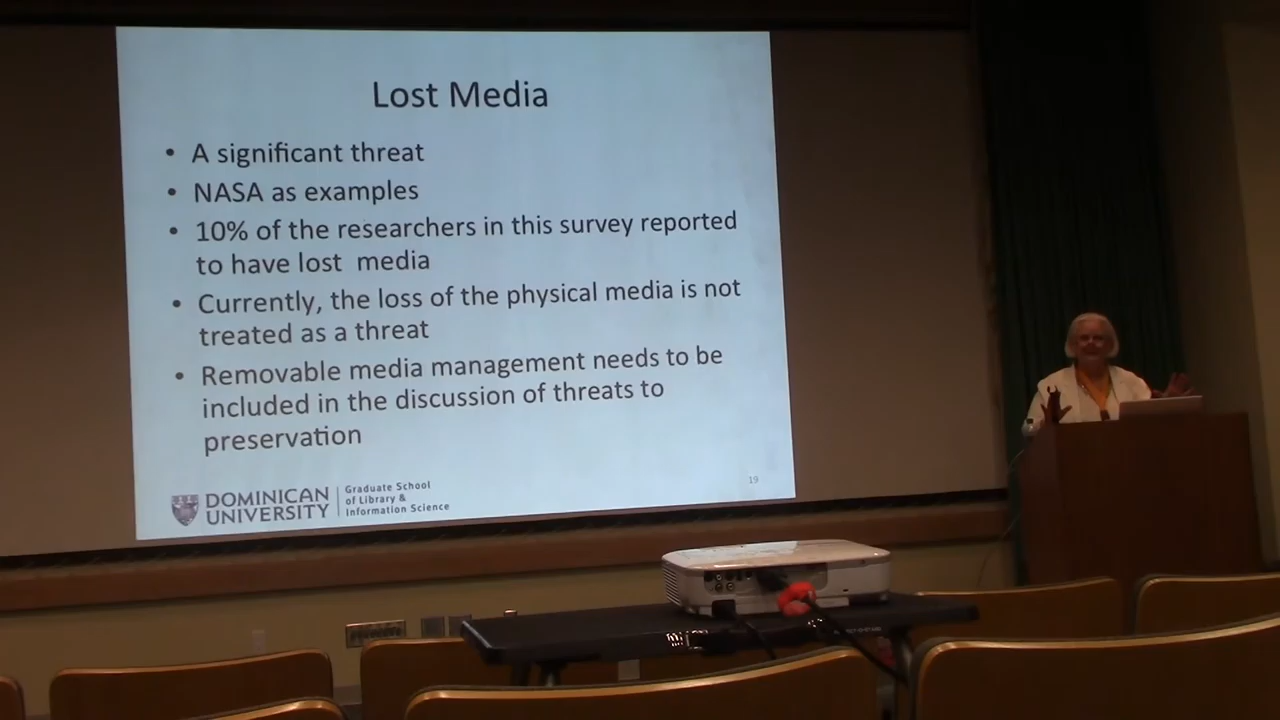 Lost Media
• A significant threat
• NASA as examples
• 10% of the researchers in this survey reported
to have lost media
• Currently, the loss of the physical media is not
treated as a threat
• Removable media management needs to be
included in the discussion of threats to
preservation
DOMINICAN
UNIVERSITY
Graduate School
of Library &
Information Science
19